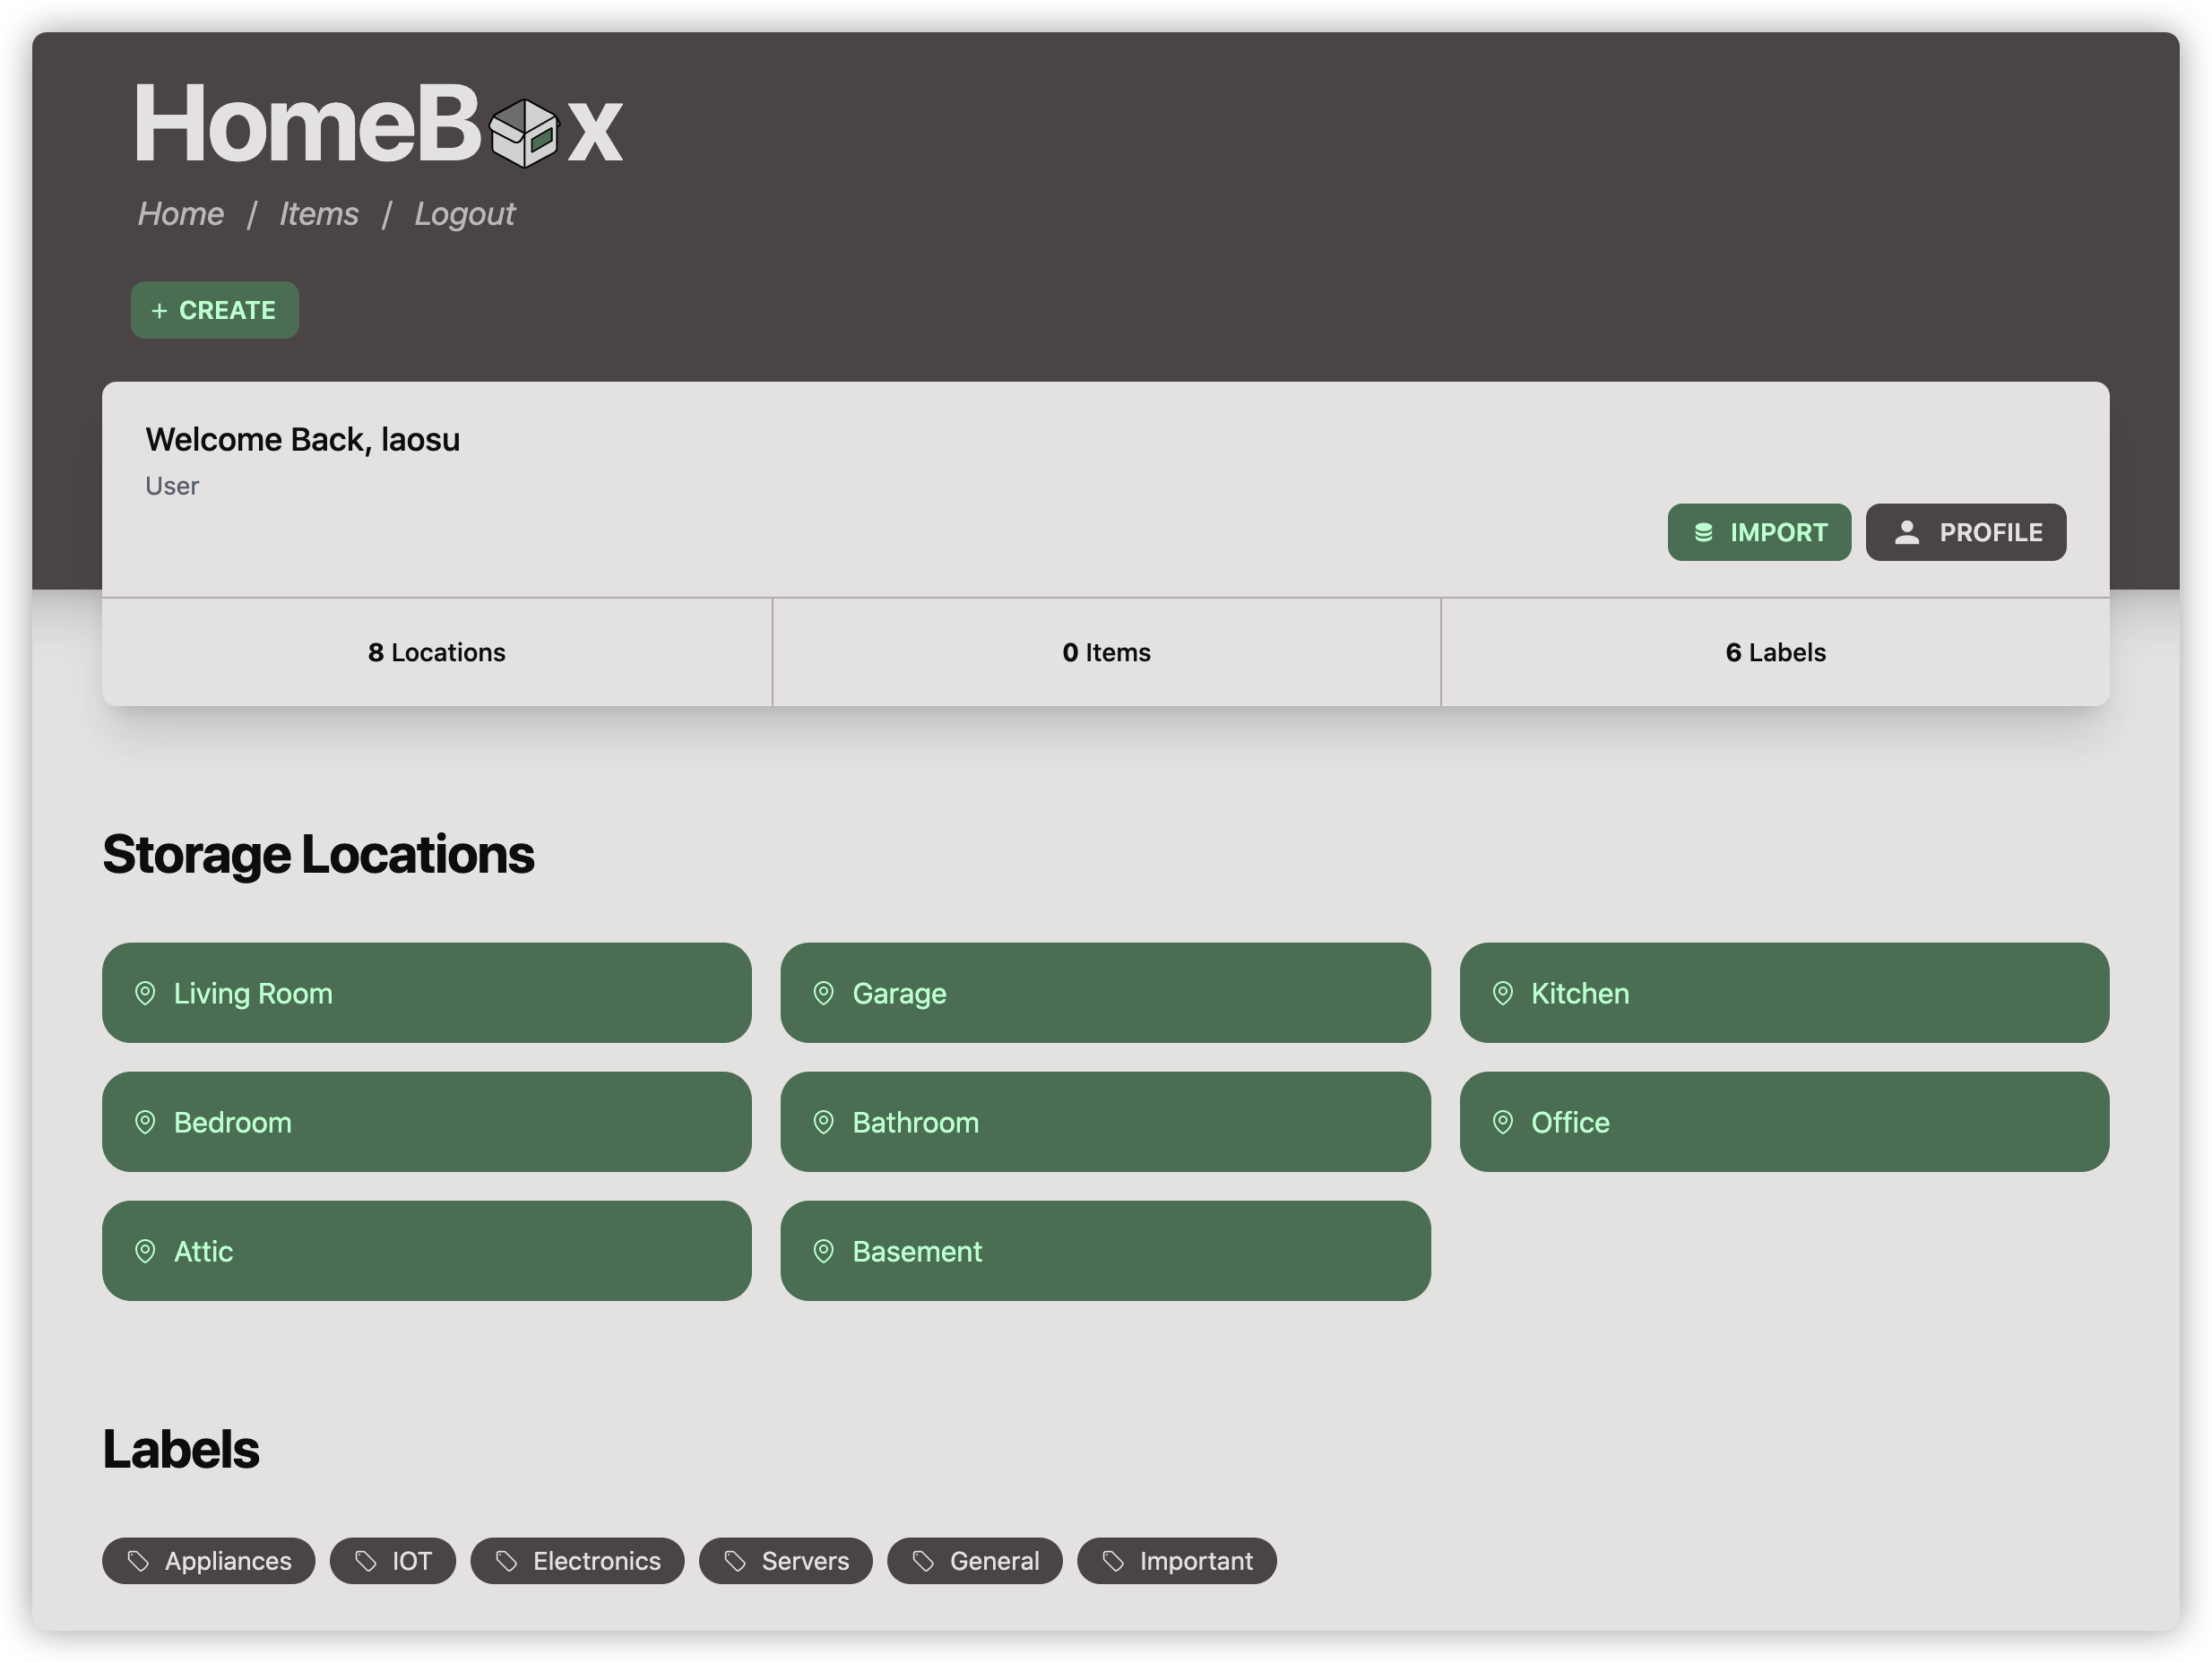 HomeBox
Home / Items / Logout
+ CREATE
Welcome Back, laosu
User
IMPORT PROFILE
8 Locations 0 Items 6 Labels
Storage Locations
Living Room Garage Kitchen
Bedroom Bathroom Office
Attic Basement
Labels
Appliances IOT Electronics Servers General Important